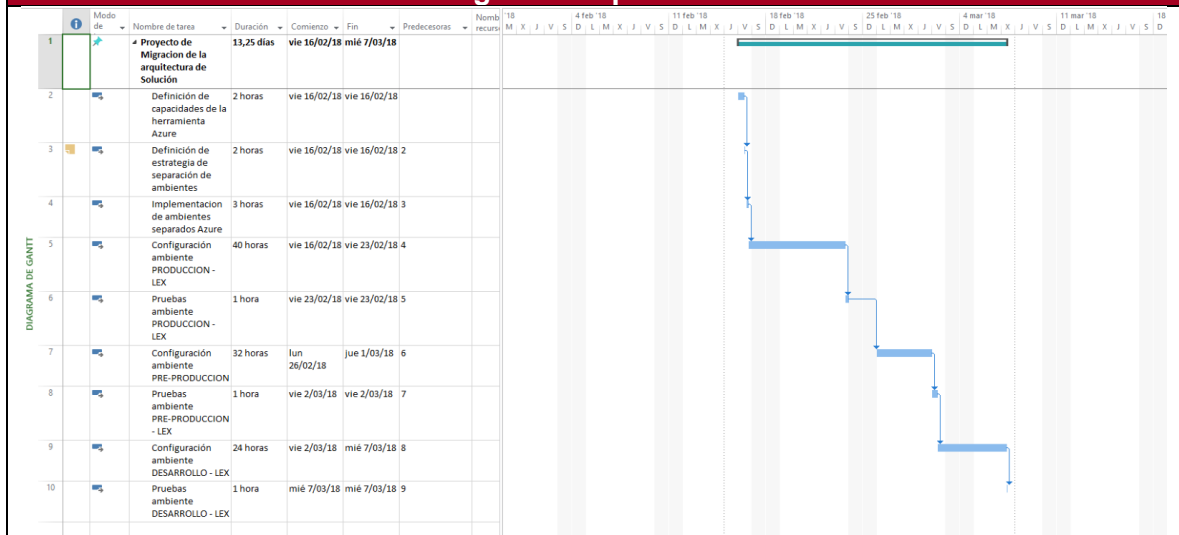 Modo de
Nombre de tarea
Duración
Comienzo
Fin
Predecesoras
Nomb recurs
'18
4 feb '18
11 feb '18
18 feb '18
25 feb '18
4 mar '18
11 mar '18
18
M X J V S D L M X J V S D L M X J V S D L M X J V S D L M X J V S D L M X J V S D L M X J V S D
DIAGRAMA DE GANTT
1
Proyecto de
Migracion de la
arquitectura de
Solución
13,25 días
vie 16/02/18
mié 7/03/18
2
Definición de
capacidades de la
herramienta
Azure
2 horas
vie 16/02/18
vie 16/02/18
3
Definición de
estrategia de
separación de
ambientes
2 horas
vie 16/02/18
vie 16/02/18
2
4
Implementacion
de ambientes
separados Azure
3 horas
vie 16/02/18
vie 16/02/18
3
5
Configuración
ambiente
PRODUCCION -
LEX
40 horas
vie 16/02/18
vie 23/02/18
4
6
Pruebas
ambiente
PRODUCCION -
LEX
1 hora
vie 23/02/18
vie 23/02/18
5
7
Configuración
ambiente
PRE-PRODUCCION
32 horas
lun
26/02/18
jue 1/03/18
6
8
Pruebas
ambiente
PRE-PRODUCCION
- LEX
1 hora
vie 2/03/18
vie 2/03/18
7
9
Configuración
ambiente
DESARROLLO - LEX
24 horas
vie 2/03/18
mié 7/03/18
8
10
Pruebas
ambiente
DESARROLLO - LEX
1 hora
mié 7/03/18
mié 7/03/18
9